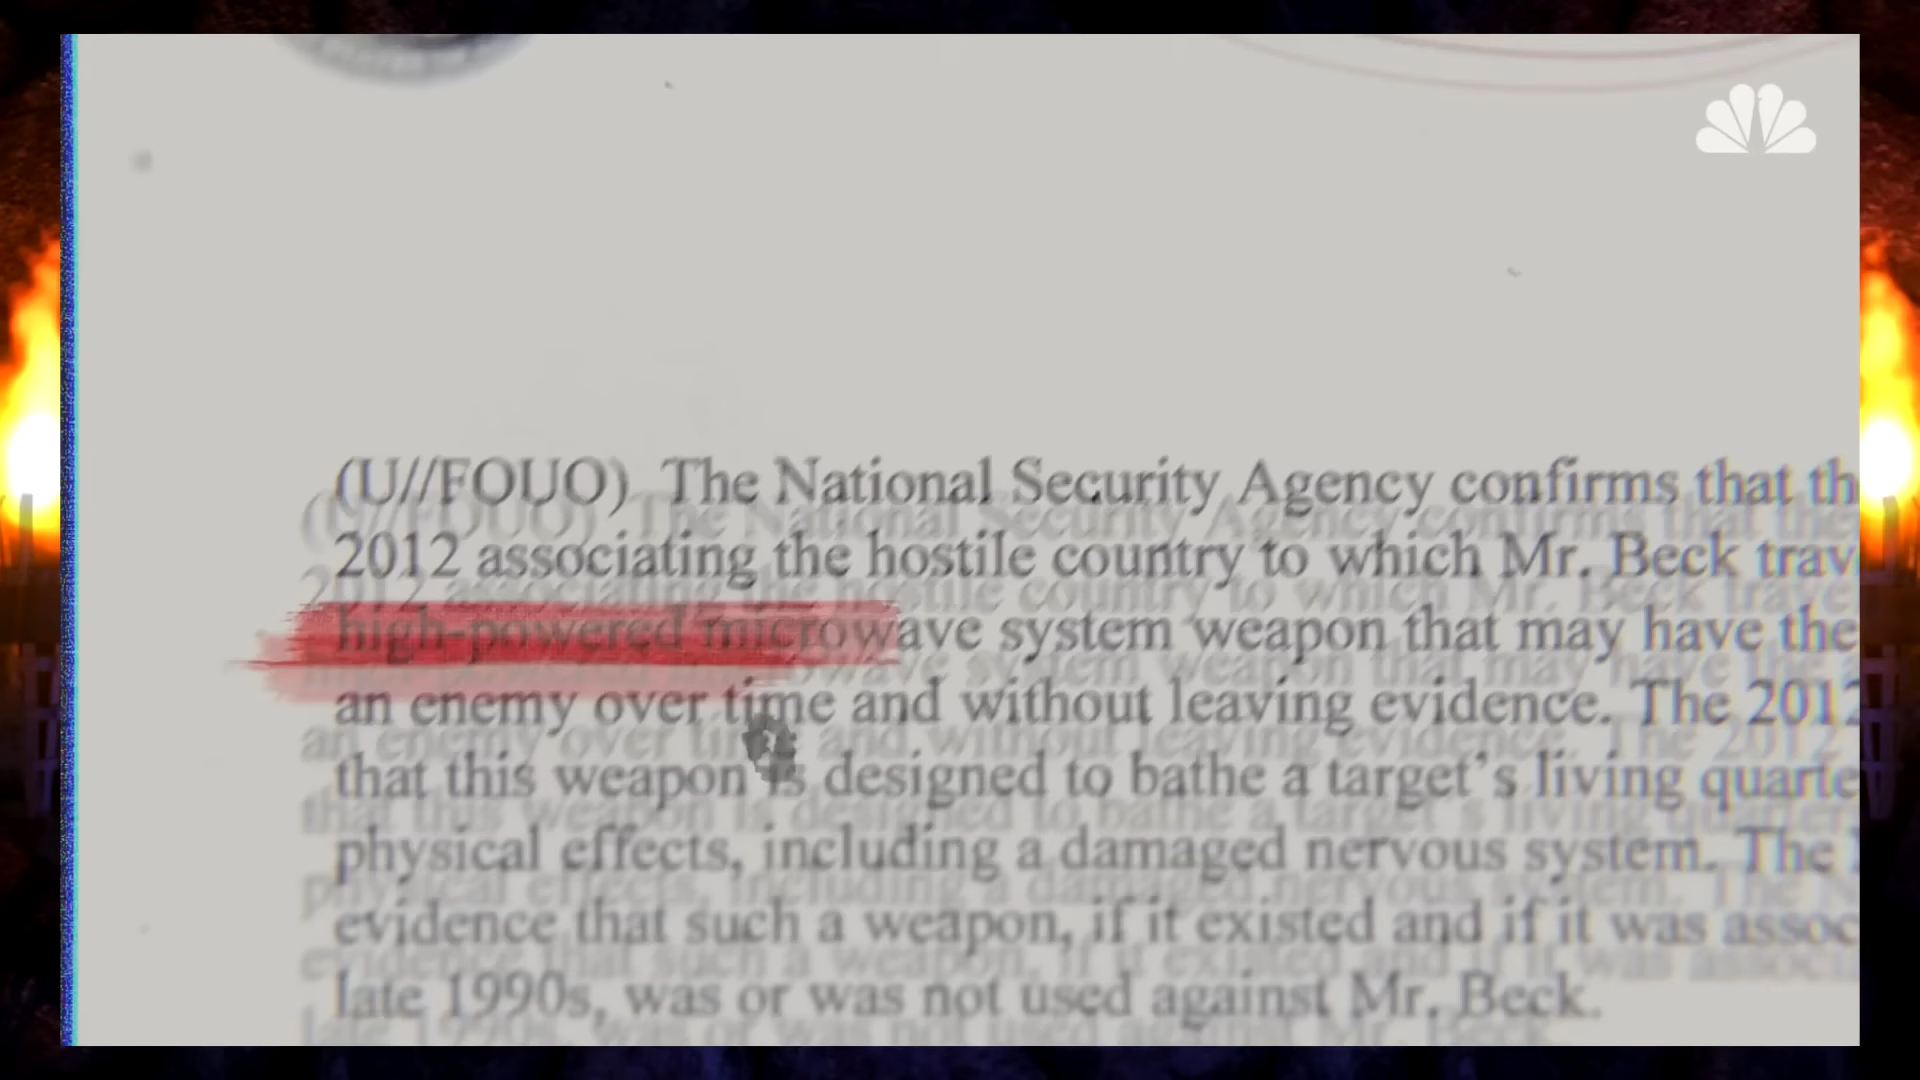 (U//FOUO) The National Security Agency confirms that th
2012 associating the hostile country to which Mr. Beck trav
high-powered microwave system weapon that may have the
an enemy over time and without leaving evidence. The 2012
that this weapon is designed to bathe a target's living quarte
physical effects, including a damaged nervous system. The
evidence that such a weapon, if it existed and if it was assoc
late 1990s, was or was not used against Mr. Beck.